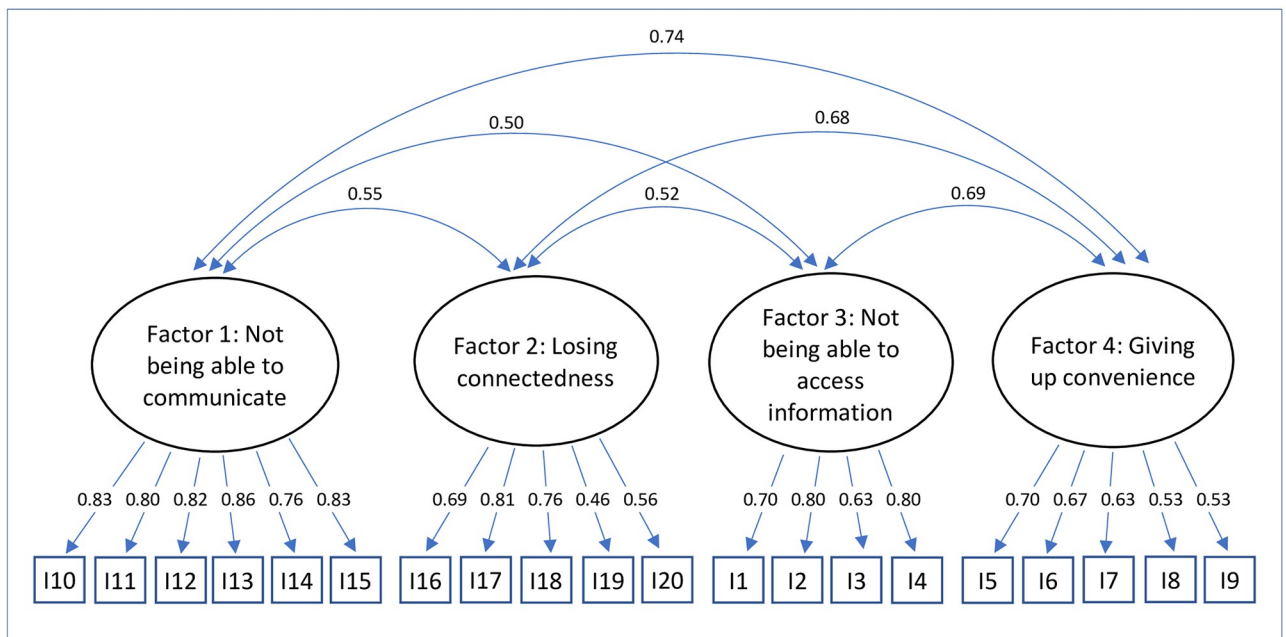 0.74
0.50
0.68
0.55
0.52
0.69
Factor 1: Not
being able to
communicate
Factor 2: Losing
connectedness
Factor 3: Not
being able to
access
information
Factor 4: Giving
up convenience
0.83 0.80 0.82 0.86 0.76 0.83
0.69 0.81 0.76 0.46 0.56
0.70 0.80 0.63 0.80
0.70 0.67 0.63 0.53 0.53
I10 I11 I12 I13 I14 I15
I16 I17 I18 I19 I20
I1 I2 I3 I4
I5 I6 I7 I8 I9